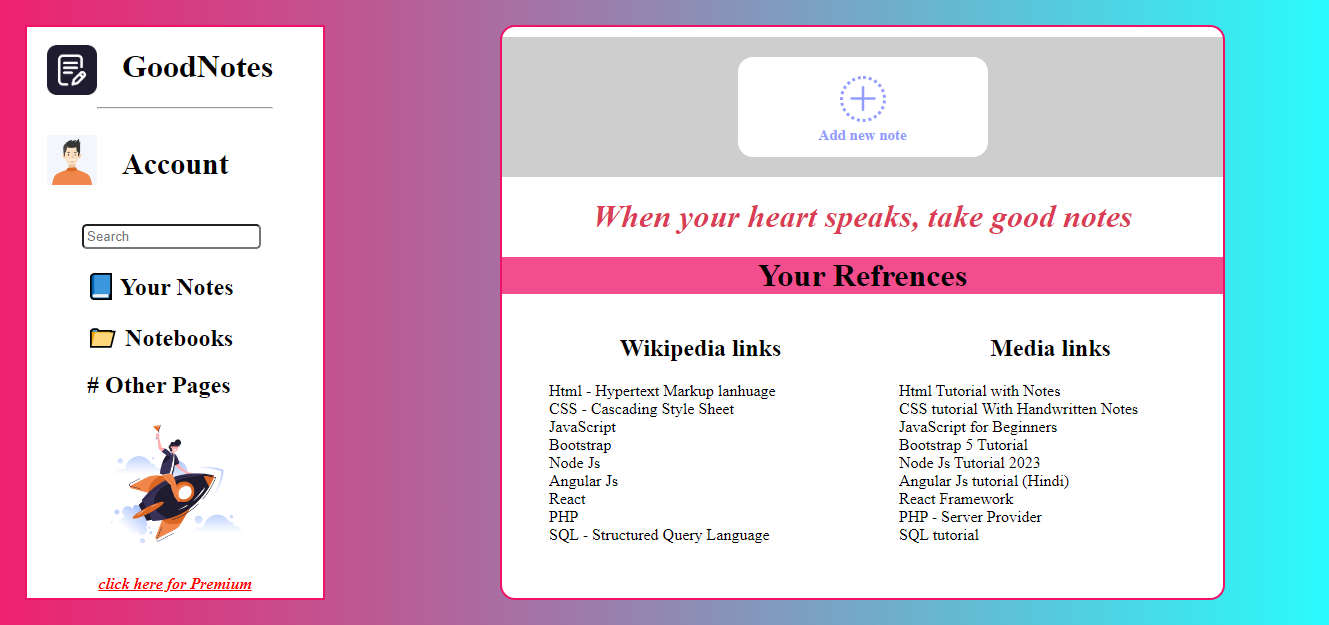 GoodNotes
Account
Search
Your Notes
Notebooks
# Other Pages
click here for Premium
Add new note
When your heart speaks, take good notes
Your Refrences
Wikipedia links
Html - Hypertext Markup lanhuage
CSS - Cascading Style Sheet
JavaScript
Bootstrap
Node Js
Angular Js
React
PHP
SQL - Structured Query Language
Media links
Html Tutorial with Notes
CSS tutorial With Handwritten Notes
JavaScript for Beginners
Bootstrap 5 Tutorial
Node Js Tutorial 2023
Angular Js tutorial (Hindi)
React Framework
PHP - Server Provider
SQL tutorial